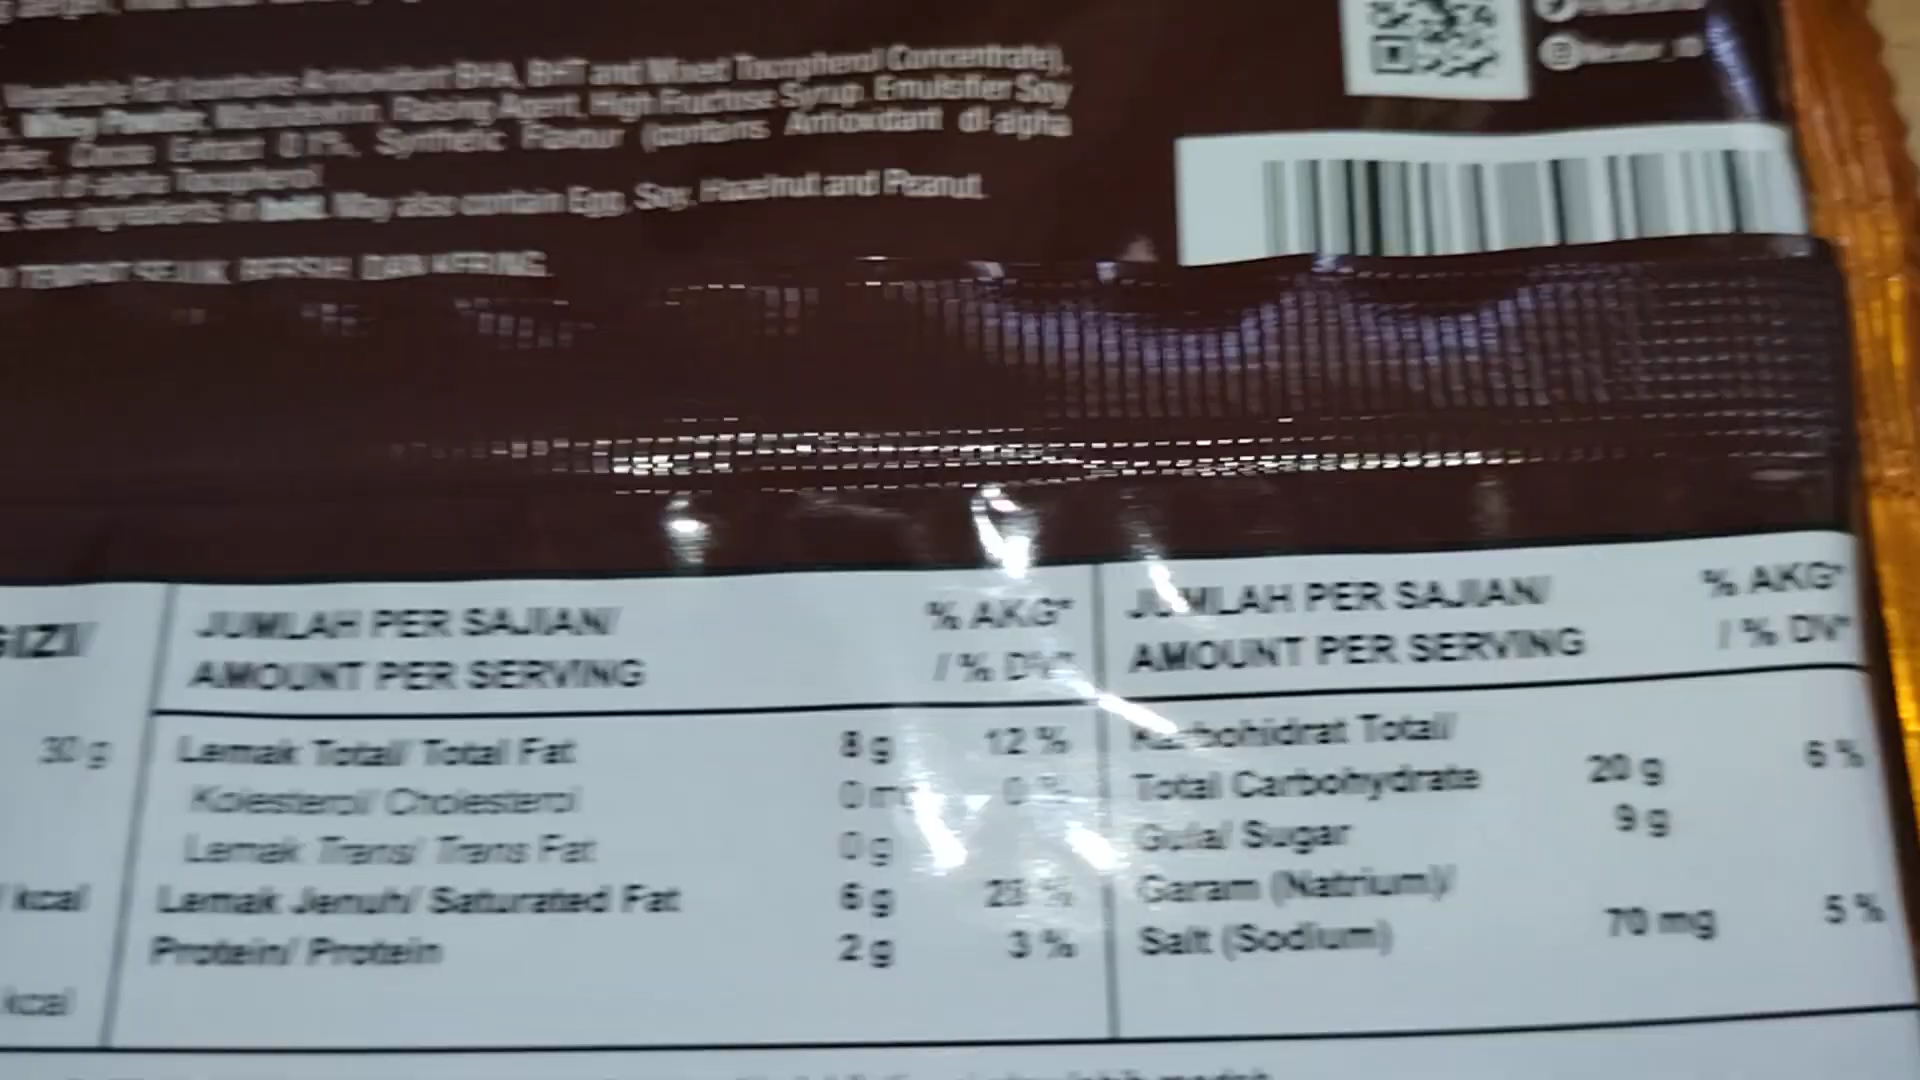 Vegetable Fat (contains Antioxidant BHA, BHT and Mixed Tocopherol Concentrate),
Whey Powder, Maltodextrin, Raising Agent, High Fructose Syrup, Emulsifier Soy
Cocoa Extract 0.1%, Synthetic Flavour (contains Antioxidant dl-alpha
Tocopherol
see ingredients in bold. May also contain Egg, Soy, Hazelnut and Peanut.
TEMPAT SEJUK, BERSIH DAN KERING.
GIZI/
30 g
kcal
kcal
JUMLAH PER SAJIAN/
AMOUNT PER SERVING
% AKG*
/ % DV*
Lemak Total/ Total Fat 8 g 12 %
Kolesterol/ Cholesterol 0 %
Lemak Trans/ Trans Fat 0 g
Lemak Jenuh/ Saturated Fat 6 g
Protein/ Protein 2 g 3 %
JUMLAH PER SAJIAN/
AMOUNT PER SERVING
% AKG*
/ % DV*
Karbohidrat Total/
Total Carbohydrate 20 g 6 %
Gula/ Sugar 9 g
Garam (Natrium)/
Salt (Sodium) 70 mg 5 %